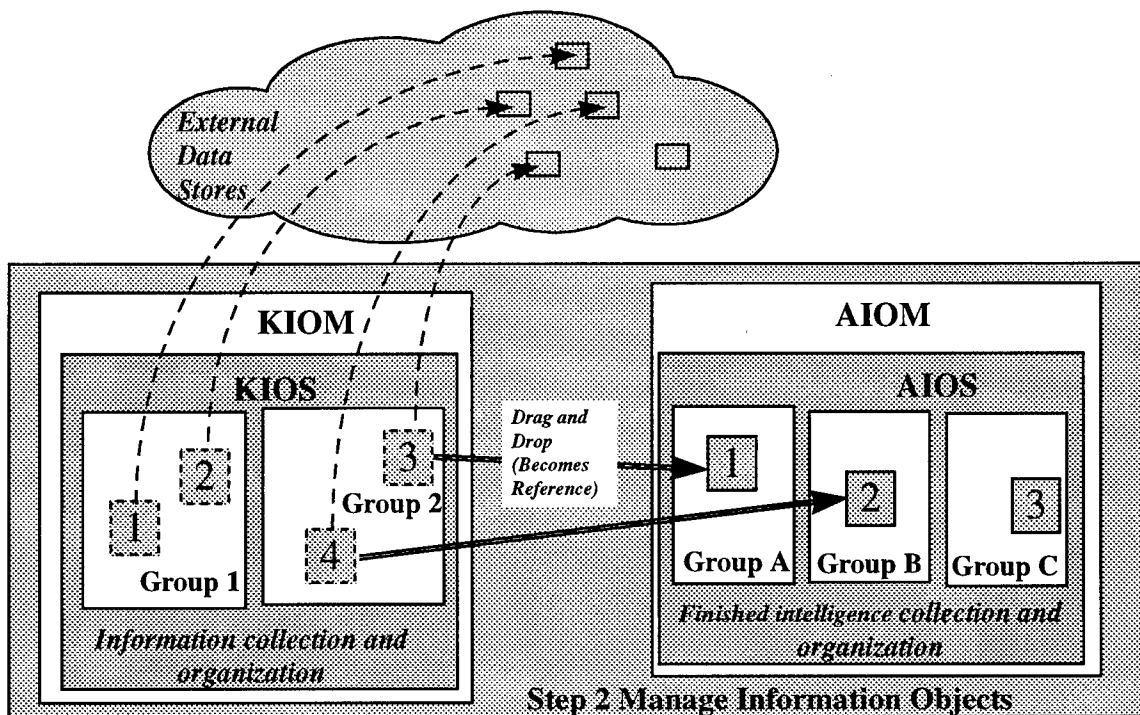 External
Data
Stores
KIOM
KIOS
1
2
Group 1
3
Group 2
4
Information collection and
organization
Drag and
Drop
(Becomes
Reference)
AIOM
AIOS
1
Group A
2
Group B
3
Group C
Finished intelligence collection and
organization
Step 2 Manage Information Objects